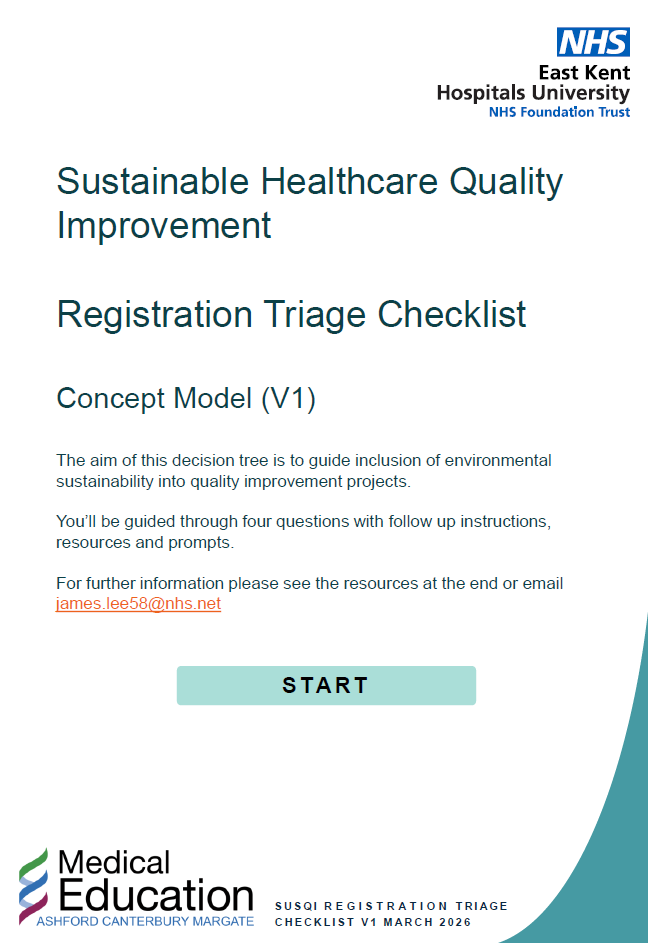 NHS
East Kent
Hospitals University
NHS Foundation Trust
Sustainable Healthcare Quality
Improvement
Registration Triage Checklist
Concept Model (V1)
The aim of this decision tree is to guide inclusion of environmental
sustainability into quality improvement projects.
You’ll be guided through four questions with follow up instructions,
resources and prompts.
For further information please see the resources at the end or email
james.lee58@nhs.net
START
Medical
Education
ASHFORD CANTERBURY MARGATE
SUSQI REGISTRATION TRIAGE
CHECKLIST V1 MARCH 2026